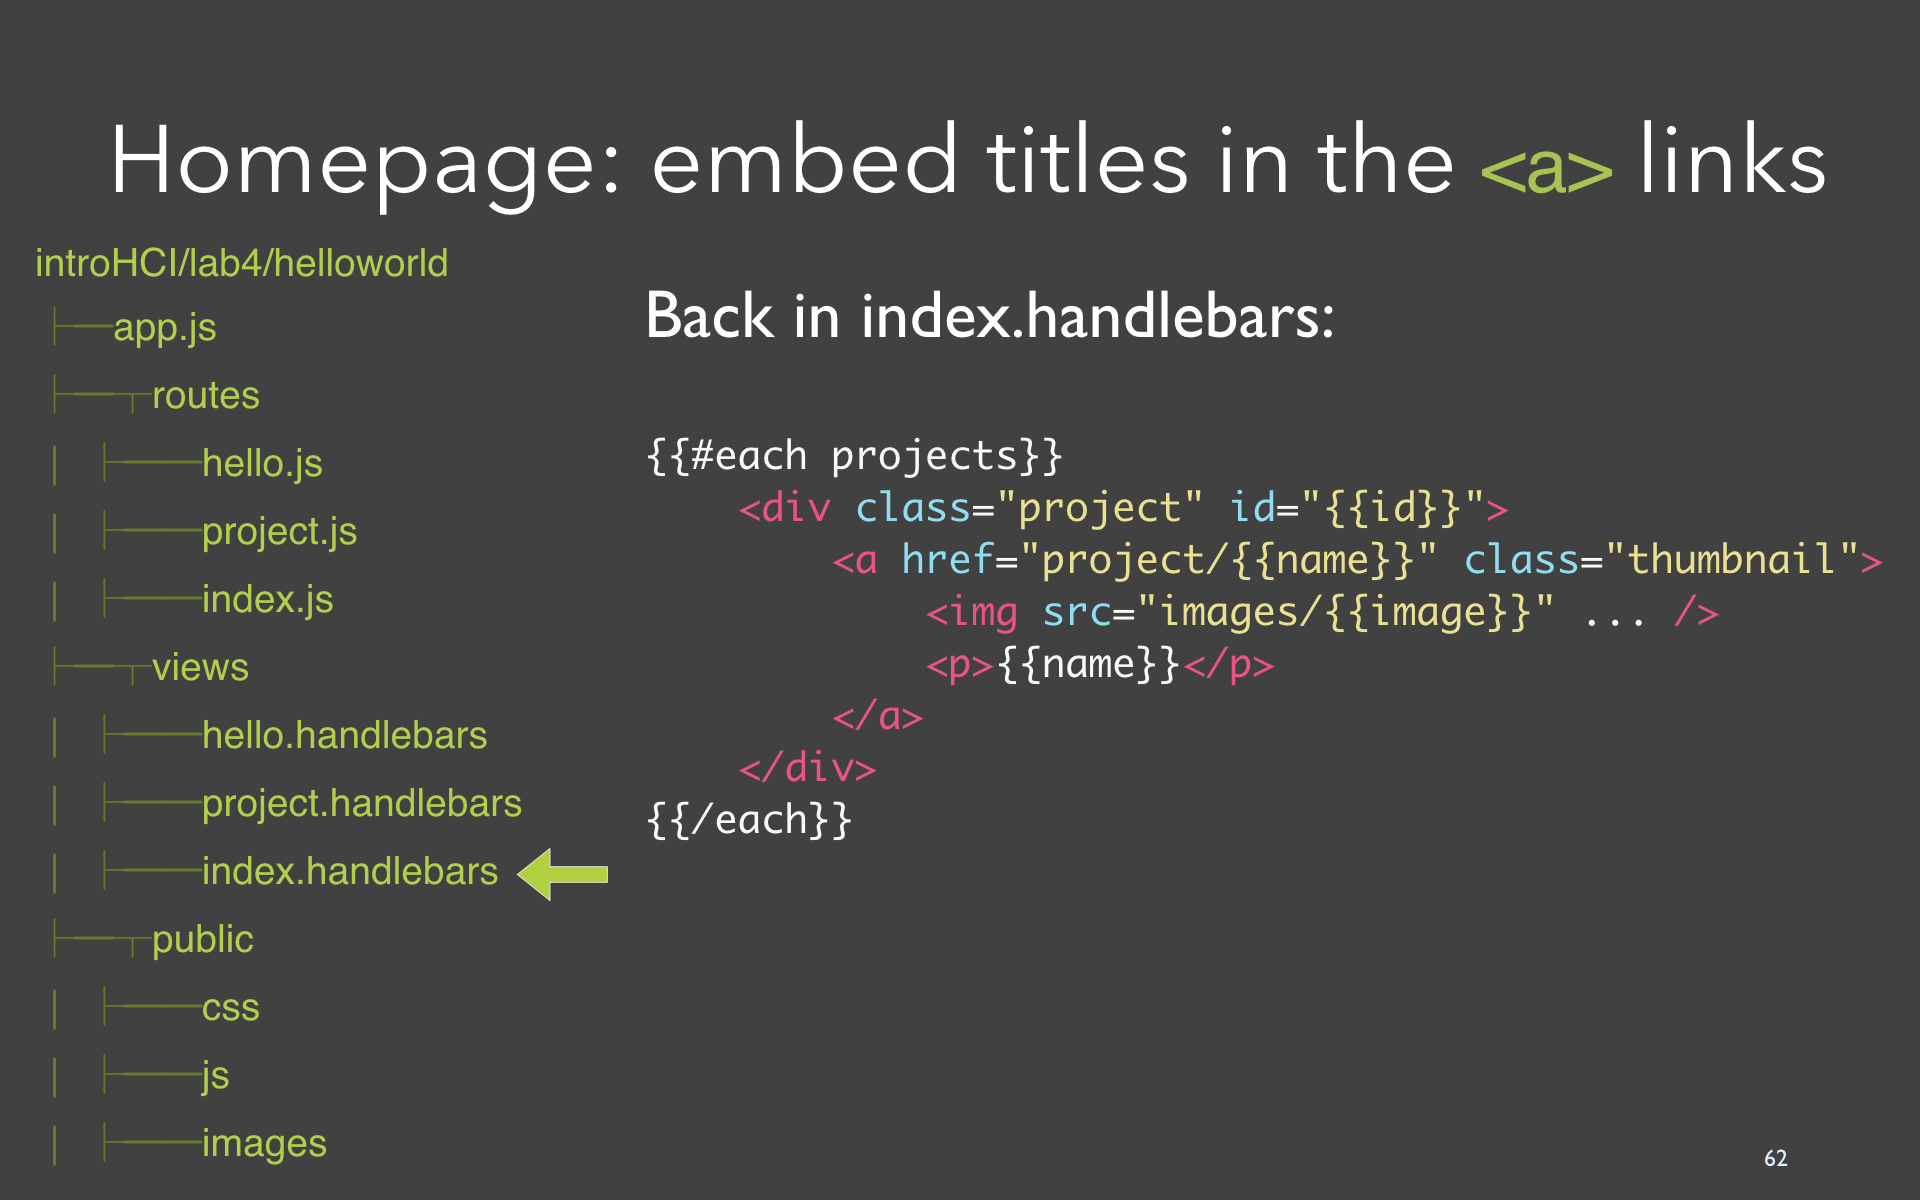 Homepage: embed titles in the <a> links
introHCI/lab4/helloworld
app.js
routes
hello.js
project.js
index.js
views
hello.handlebars
project.handlebars
index.handlebars
public
css
js
images
Back in index.handlebars:
{{#each projects}}
    <div class="project" id="{{id}}">
        <a href="project/{{name}}" class="thumbnail">
            <img src="images/{{image}}" ... />
            <p>{{name}}</p>
        </a>
    </div>
{{/each}}
62